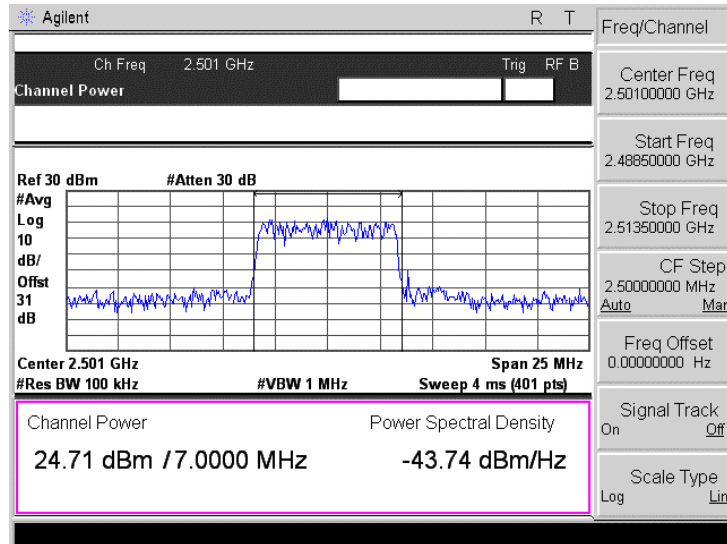 Agilent R T
Ch Freq 2.501 GHz Trig RF B
Channel Power
Ref 30 dBm #Atten 30 dB
#Avg
Log
10
dB/
Offst
31
dB
Center 2.501 GHz Span 25 MHz
#Res BW 100 kHz #VBW 1 MHz Sweep 4 ms (401 pts)
Channel Power Power Spectral Density
24.71 dBm /7.0000 MHz -43.74 dBm/Hz
Freq/Channel
Center Freq
2.50100000 GHz
Start Freq
2.48850000 GHz
Stop Freq
2.51350000 GHz
CF Step
2.50000000 MHz
Auto Man
Freq Offset
0.00000000 Hz
Signal Track
On Off
Scale Type
Log Lin